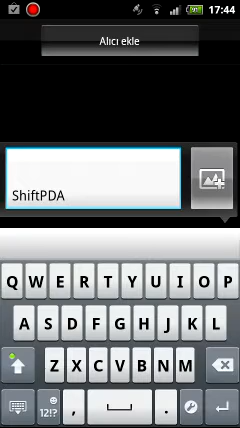 17:44
Alıcı ekle
ShiftPDA
Q W E R T Y U I O P
A S D F G H J K L
Z X C V B N M
12!? , .